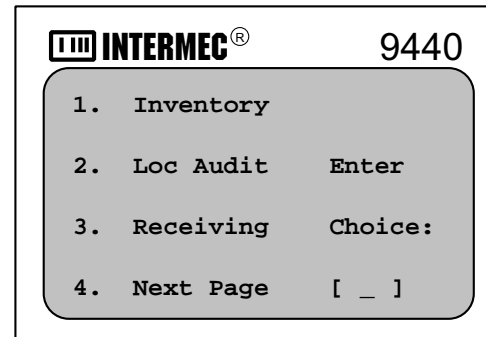 INTERMEC® 9440
1. Inventory
2. Loc Audit Enter
3. Receiving Choice:
4. Next Page [ _ ]